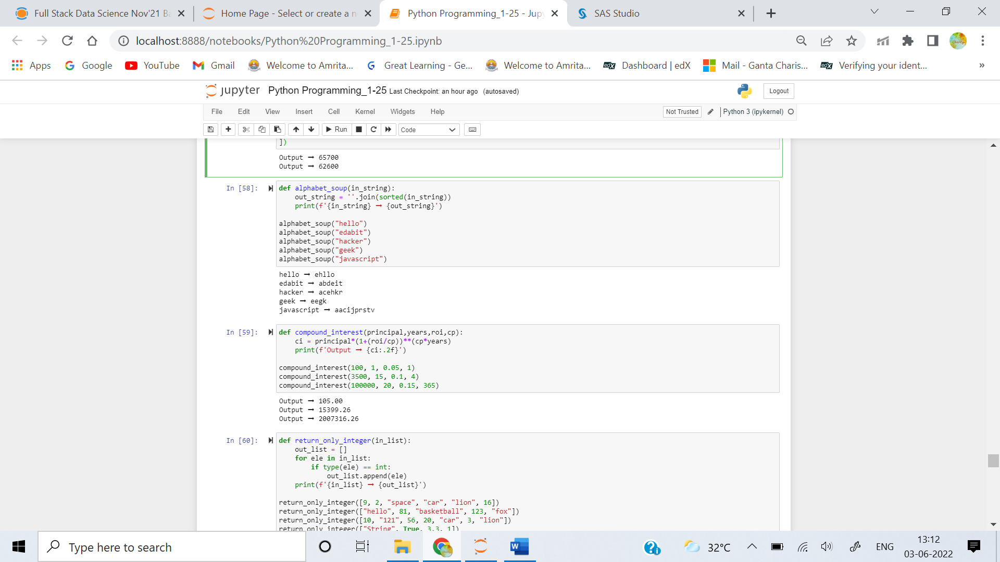 Full Stack Data Science Nov'21 Ba
Home Page - Select or create a n
Python Programming_1-25 - Jupy
SAS Studio
localhost:8888/notebooks/Python%20Programming_1-25.ipynb
Apps
Google
YouTube
Gmail
Welcome to Amrita...
Great Learning - Ge...
Welcome to Amrita...
edX
Dashboard | edX
Mail - Ganta Charis...
edX
Verifying your ident...
»
jupyter Python Programming_1-25 Last Checkpoint: an hour ago (autosaved)
Logout
File Edit View Insert Cell Kernel Widgets Help
Not Trusted
Python 3 (ipykernel)
Run
Code
])
Output → 65700
Output → 62600
In [58]:
def alphabet_soup(in_string):
    out_string = ''.join(sorted(in_string))
    print(f'{in_string} → {out_string}')
alphabet_soup("hello")
alphabet_soup("edabit")
alphabet_soup("hacker")
alphabet_soup("geek")
alphabet_soup("javascript")
hello → ehllo
edabit → abdeit
hacker → acehkr
geek → eegk
javascript → aacijprstv
In [59]:
def compound_interest(principal,years,roi,cp):
    ci = principal*(1+(roi/cp))**(cp*years)
    print(f'Output → {ci:.2f}')
compound_interest(100, 1, 0.05, 1)
compound_interest(3500, 15, 0.1, 4)
compound_interest(100000, 20, 0.15, 365)
Output → 105.00
Output → 15399.26
Output → 2007316.26
In [60]:
def return_only_integer(in_list):
    out_list = []
    for ele in in_list:
        if type(ele) == int:
            out_list.append(ele)
    print(f'{in_list} → {out_list}')
return_only_integer([9, 2, "space", "car", "lion", 16])
return_only_integer(["hello", 81, "basketball", 123, "fox"])
return_only_integer([10, "121", 56, 20, "car", 3, "lion"])
return_only_integer(["String", True, 3.3, 1])
Type here to search
32°C
ENG
13:12
03-06-2022